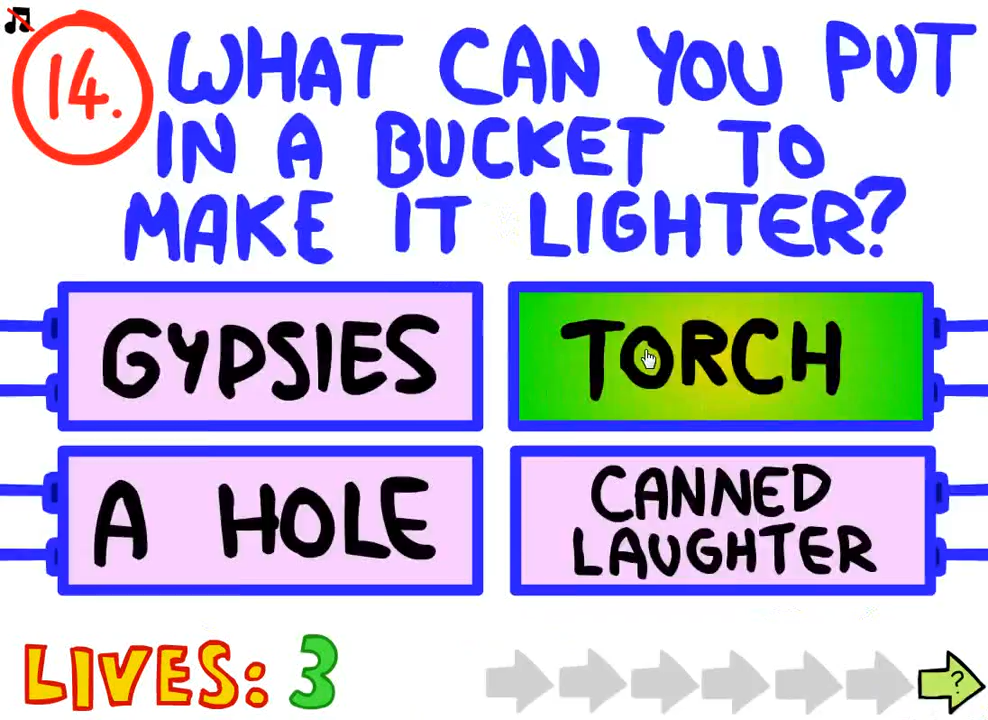 14. WHAT CAN YOU PUT
IN A BUCKET TO
MAKE IT LIGHTER?
GYPSIES
TORCH
A HOLE
CANNED
LAUGHTER
LIVES: 3
?